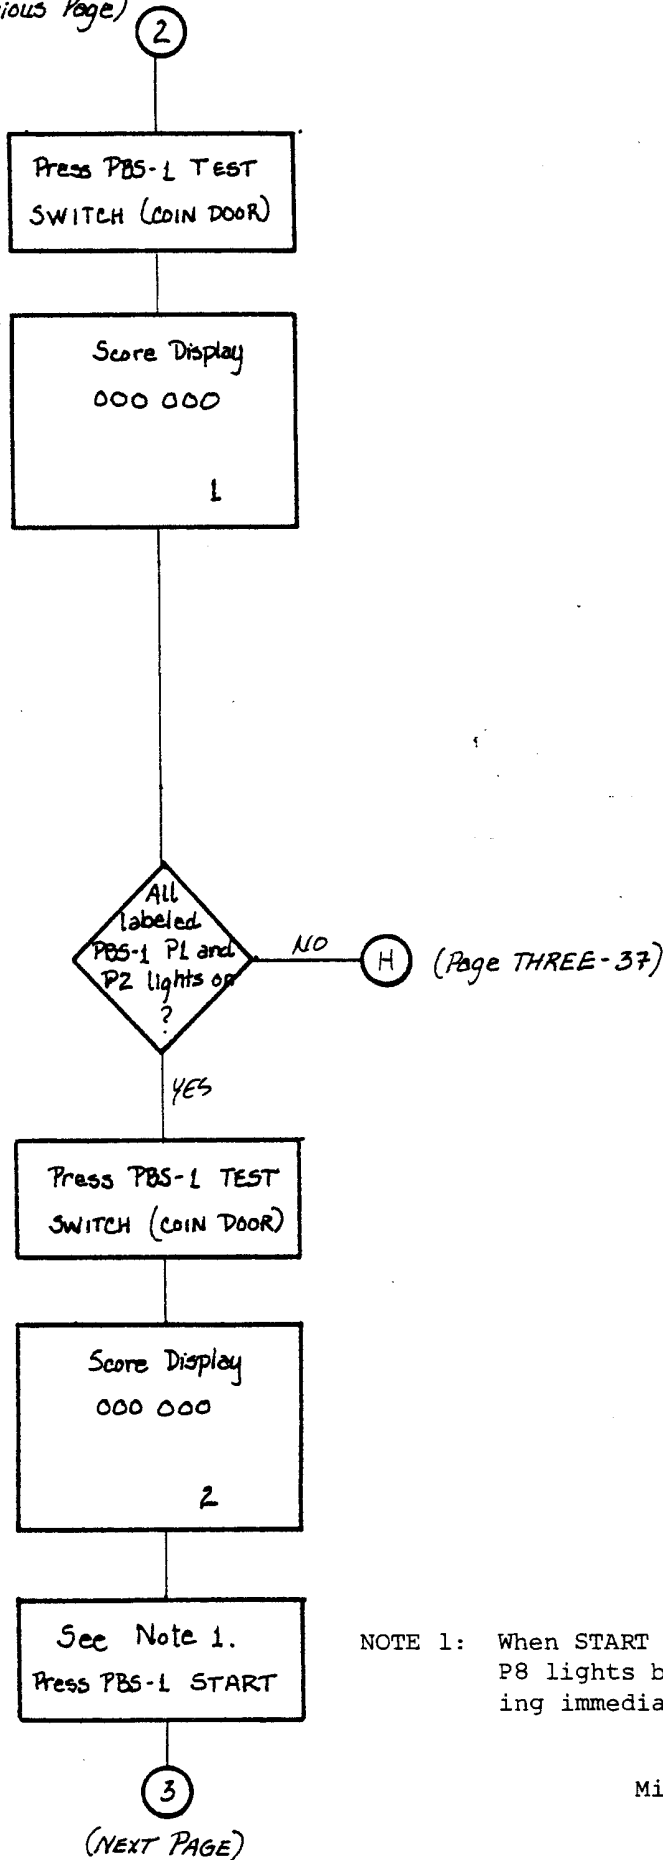 ious Page)
2
Press PBS-1 TEST
SWITCH (COIN DOOR)
Score Display
000 000
1
All
labeled
PBS-1 P1 and
P2 lights on
?
NO
H
(Page THREE-37)
YES
Press PBS-1 TEST
SWITCH (COIN DOOR)
Score Display
000 000
2
See Note 1.
Press PBS-1 START
NOTE 1: When START
P8 lights b
ing immedia
Mi
3
(NEXT PAGE)